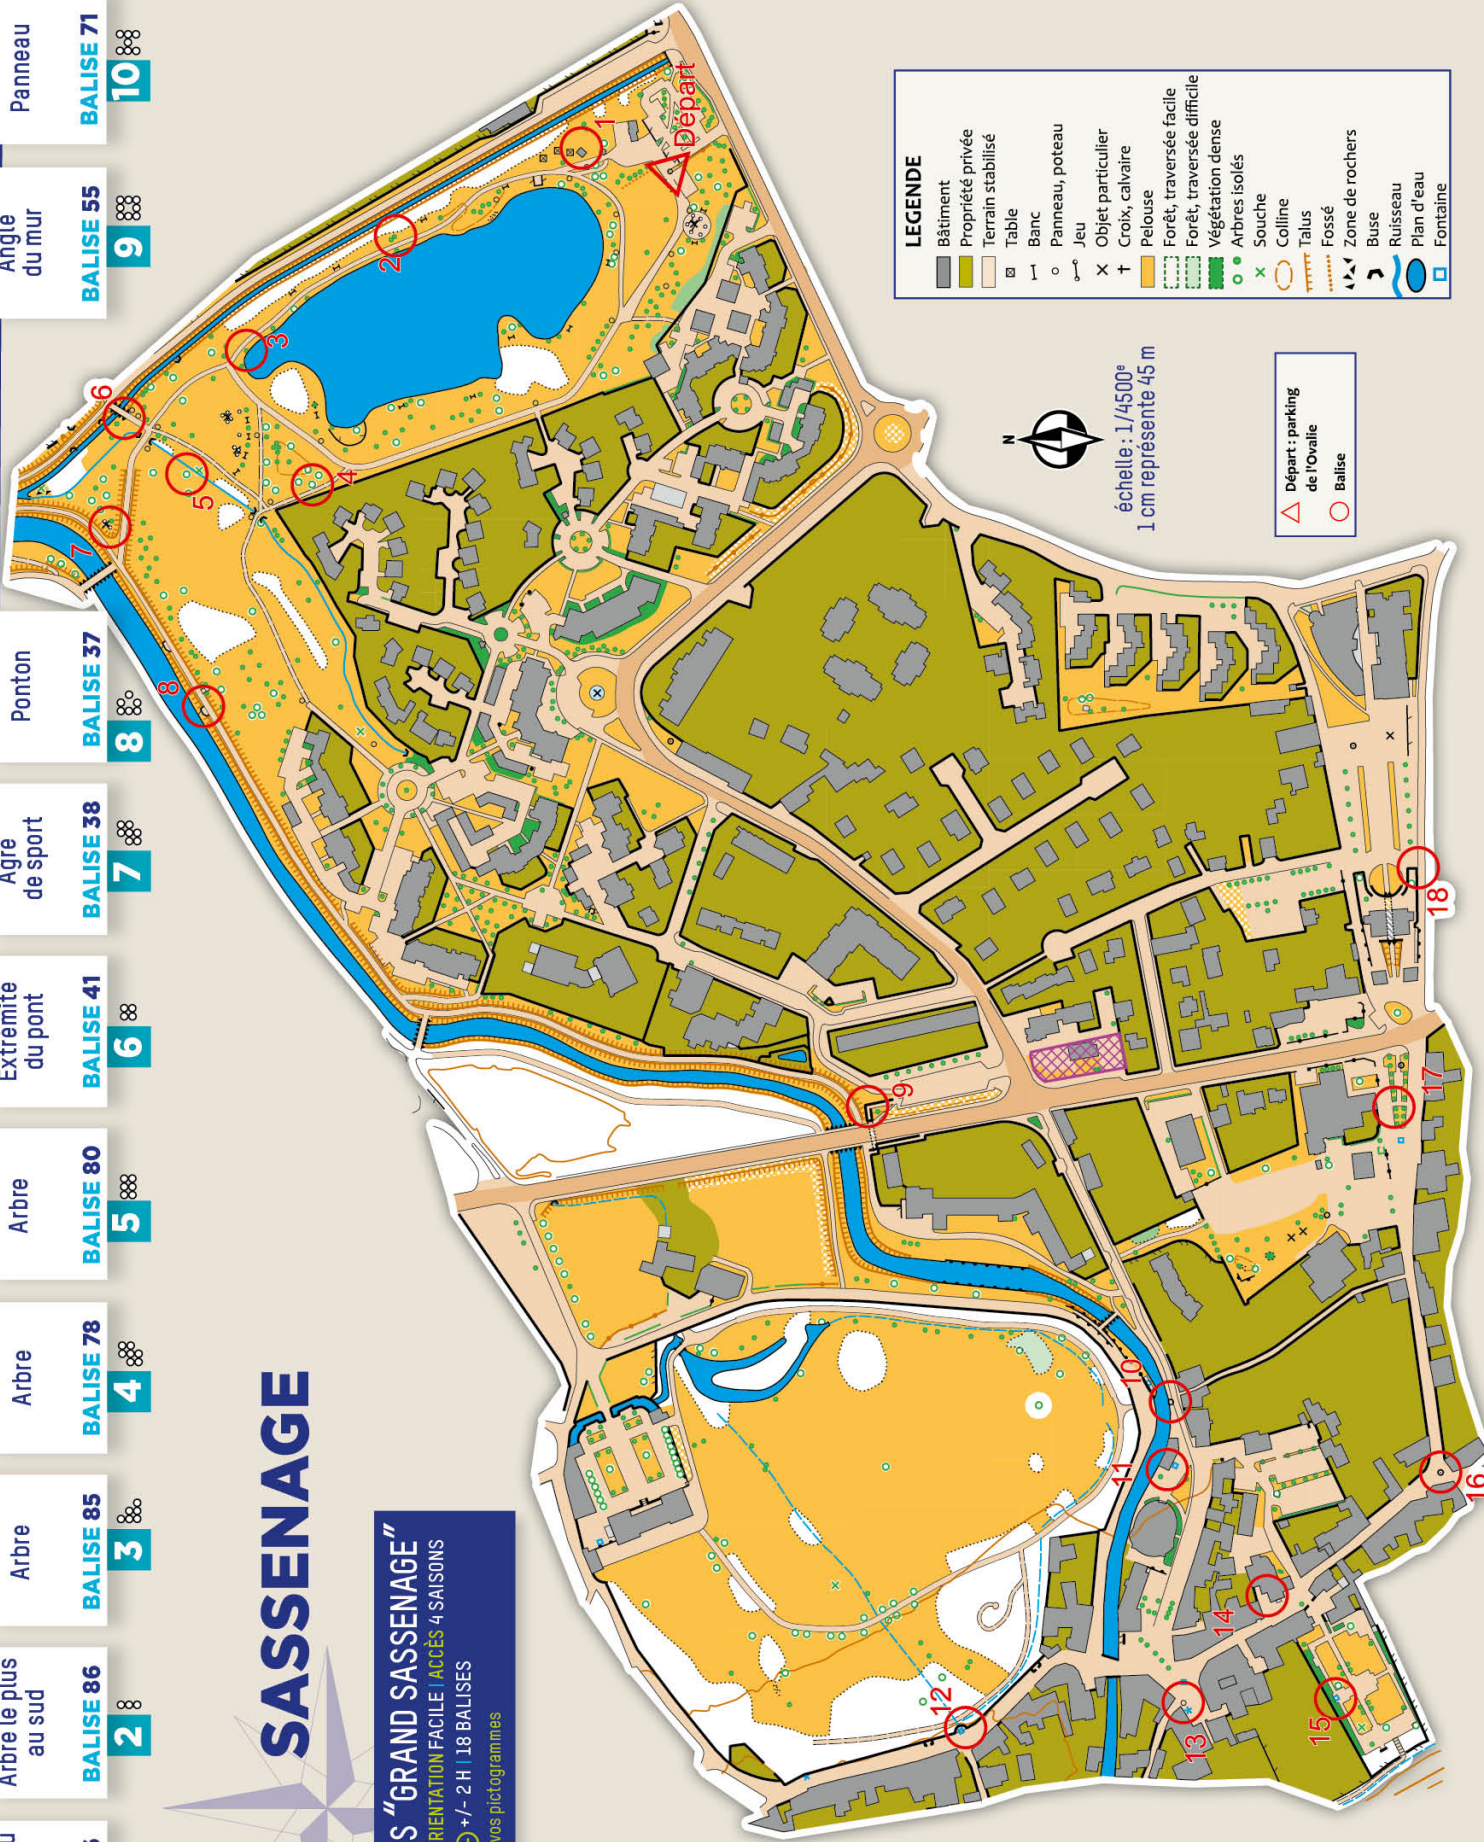 Arbre le plus
au sud
BALISE 86
2
Arbre
BALISE 85
3
Arbre
BALISE 78
4
Arbre
BALISE 80
5
Extrémité
du pont
BALISE 41
6
Agre
de sport
BALISE 38
7
Ponton
BALISE 37
8
Angle
du mur
BALISE 55
9
Panneau
BALISE 71
10
SASSENAGE
S “GRAND SASSENAGE”
RIENTATION FACILE | ACCÈS 4 SAISONS
+/- 2 H | 18 BALISES
vos pictogrammes
Départ
1
2
3
4
5
6
7
8
9
10
11
12
13
14
15
16
17
18
LEGENDE
Bâtiment
Propriété privée
Terrain stabilisé
Table
Banc
Panneau, poteau
Jeu
Objet particulier
Croix, calvaire
Pelouse
Forêt, traversée facile
Forêt, traversée difficile
Végétation dense
Arbres isolés
Souche
Colline
Talus
Fossé
Zone de rochers
Buse
Ruisseau
Plan d'eau
Fontaine
N
échelle : 1/4500e
1 cm représente 45 m
Départ : parking
de l'Ovalie
Balise